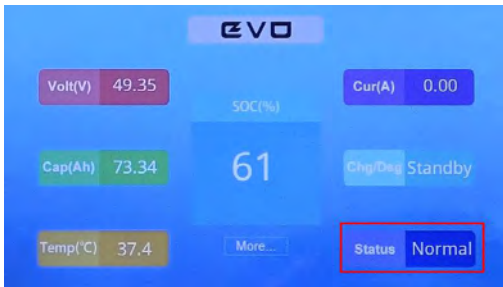 EVO
Volt(V) 49.35
Cur(A) 0.00
SOC(%)
61
Cap(Ah) 73.34
Chg/Dsg Standby
Temp(°C) 37.4
More...
Status Normal